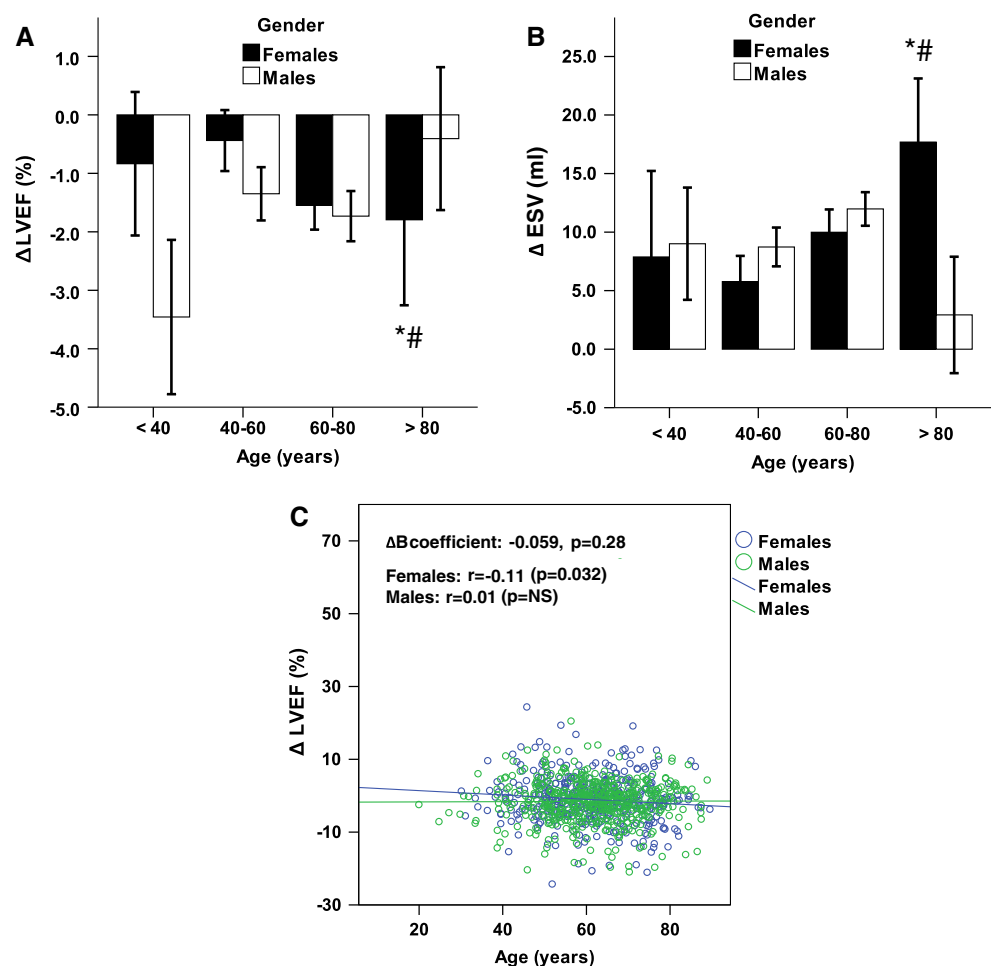 A
Gender
Females
Males
1.0
0.0
-1.0
-2.0
-3.0
-4.0
-5.0
ΔLVEF (%)
*#
< 40
40-60
60-80
> 80
Age (years)
B
Gender
Females
Males
*#
25.0
20.0
15.0
10.0
5.0
0.0
-5.0
Δ ESV (ml)
< 40
40-60
60-80
> 80
Age (years)
C
ΔBcoefficient: -0.059, p=0.28
Females: r=-0.11 (p=0.032)
Males: r=0.01 (p=NS)
Females
Males
Females
Males
70
50
30
10
-10
-30
Δ LVEF (%)
20
40
60
80
Age (years)